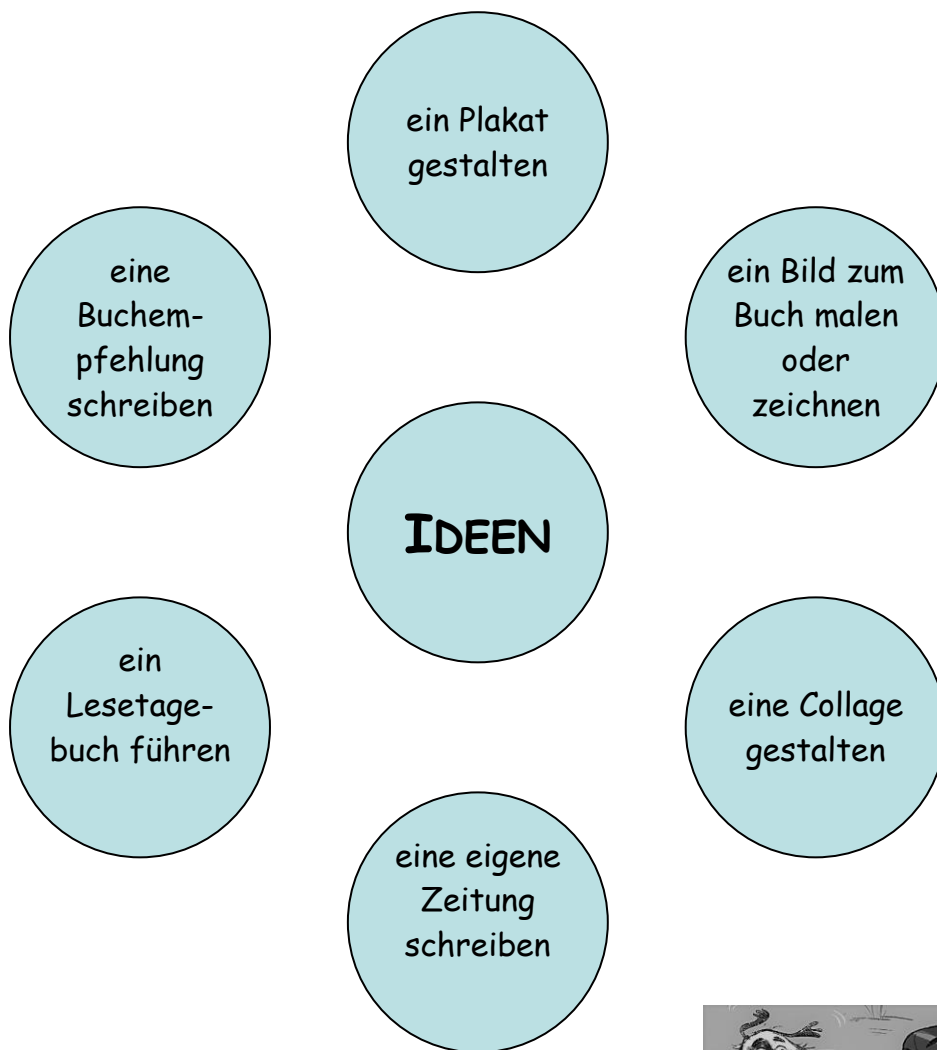 ein Plakat
gestalten
eine
Buchem-
pfehlung
schreiben
ein Bild zum
Buch malen
oder
zeichnen
IDEEN
ein
Lesetage-
buch führen
eine Collage
gestalten
eine eigene
Zeitung
schreiben